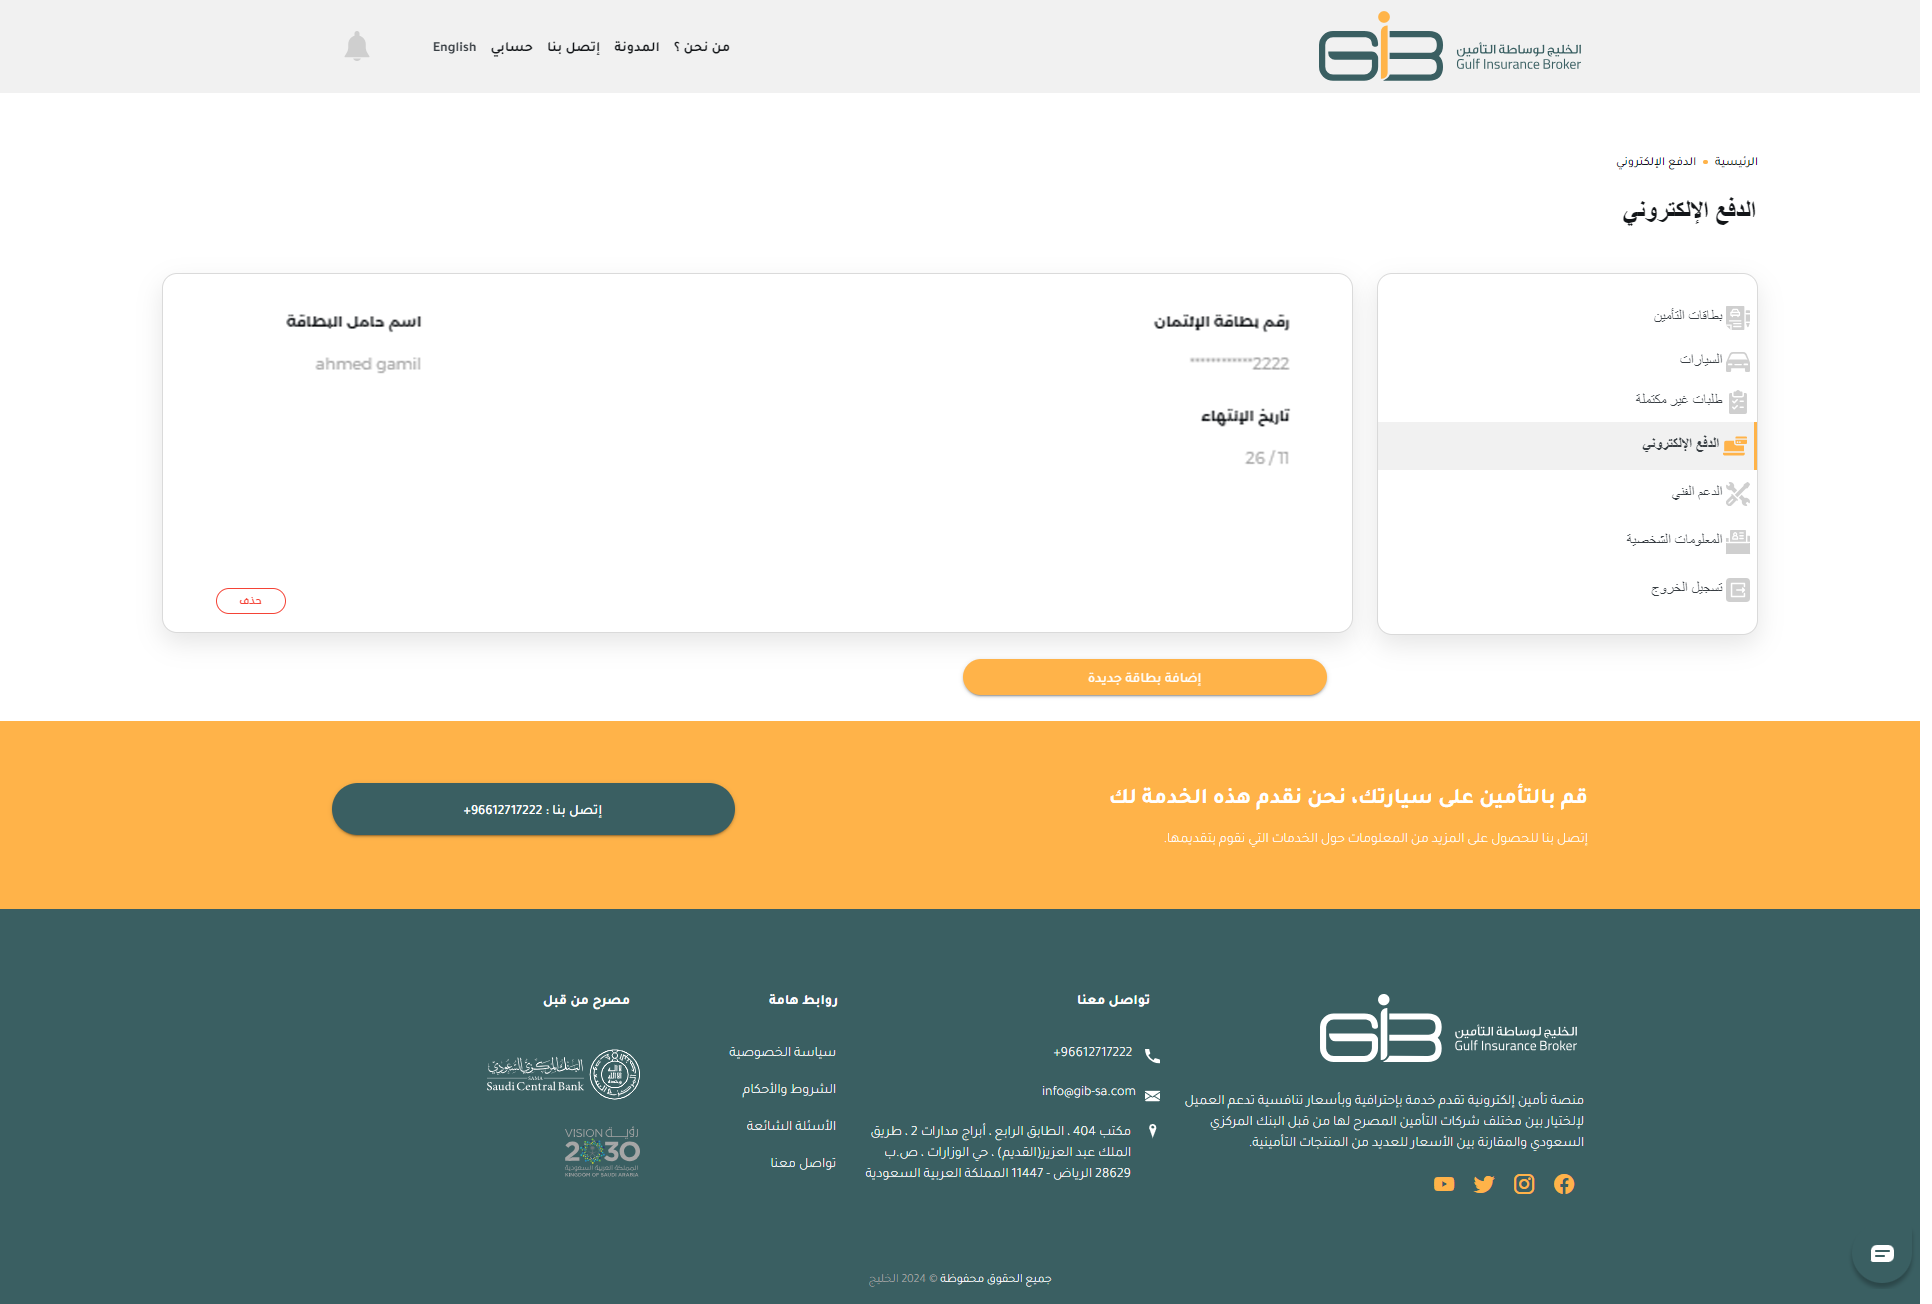 الخليج لوساطة التأمين
Gulf Insurance Broker
من نحن ؟
المدونة
إتصل بنا
حسابي
English
الرئيسية • الدفع الإلكتروني
الدفع الإلكتروني
بطاقات التأمين
السيارات
طلبات غير مكتملة
الدفع الإلكتروني
الدعم الفني
المعلومات الشخصية
تسجيل الخروج
رقم بطاقة الإئتمان
************2222
اسم حامل البطاقة
ahmed gamil
تاريخ الإنتهاء
26 / 11
حذف
إضافة بطاقة جديدة
قم بالتأمين على سيارتك، نحن نقدم هذه الخدمة لك
إتصل بنا للحصول على المزيد من المعلومات حول الخدمات التي نقوم بتقديمها.
إتصل بنا : 96612717222+
GIB
الخليج لوساطة التأمين
Gulf Insurance Broker
منصة تأمين إلكترونية تقدم خدمة بإحترافية وبأسعار تنافسية تدعم العميل
لإختيار بين مختلف شركات التأمين المصرح لها من قبل البنك المركزي
السعودي والمقارنة بين الأسعار للعديد من المنتجات التأمينية.
تواصل معنا
96612717222+
info@gib-sa.com
مكتب 404 ، الطابق الرابع ، أبراج مدارات 2 ، طريق
الملك عبد العزيز(القديم) ، حي الوزارات ، ص.ب
28629 الرياض - 11447 المملكة العربية السعودية
روابط هامة
سياسة الخصوصية
الشروط والأحكام
الأسئلة الشائعة
تواصل معنا
مصرح من قبل
البنك المركزي السعودي
SAMA
Saudi Central Bank
VISION رؤيـة
2030
المملكة العربية السعودية
KINGDOM OF SAUDI ARABIA
جميع الحقوق محفوظة © 2024 الخليج